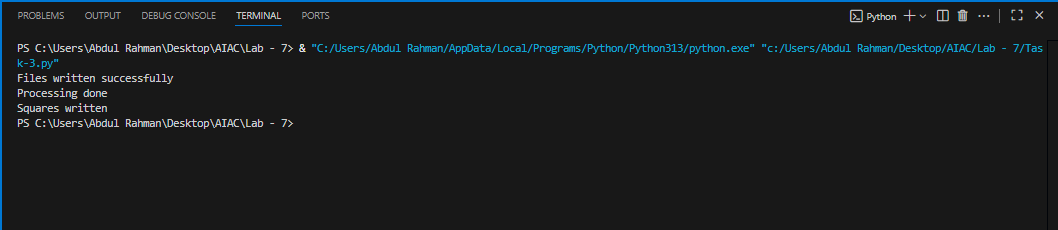 PROBLEMS OUTPUT DEBUG CONSOLE TERMINAL PORTS Python
PS C:\Users\Abdul Rahman\Desktop\AIAC\Lab - 7> & "C:/Users/Abdul Rahman/AppData/Local/Programs/Python/Python313/python.exe" "c:/Users/Abdul Rahman/Desktop/AIAC/Lab - 7/Tas
k-3.py"
Files written successfully
Processing done
Squares written
PS C:\Users\Abdul Rahman\Desktop\AIAC\Lab - 7>